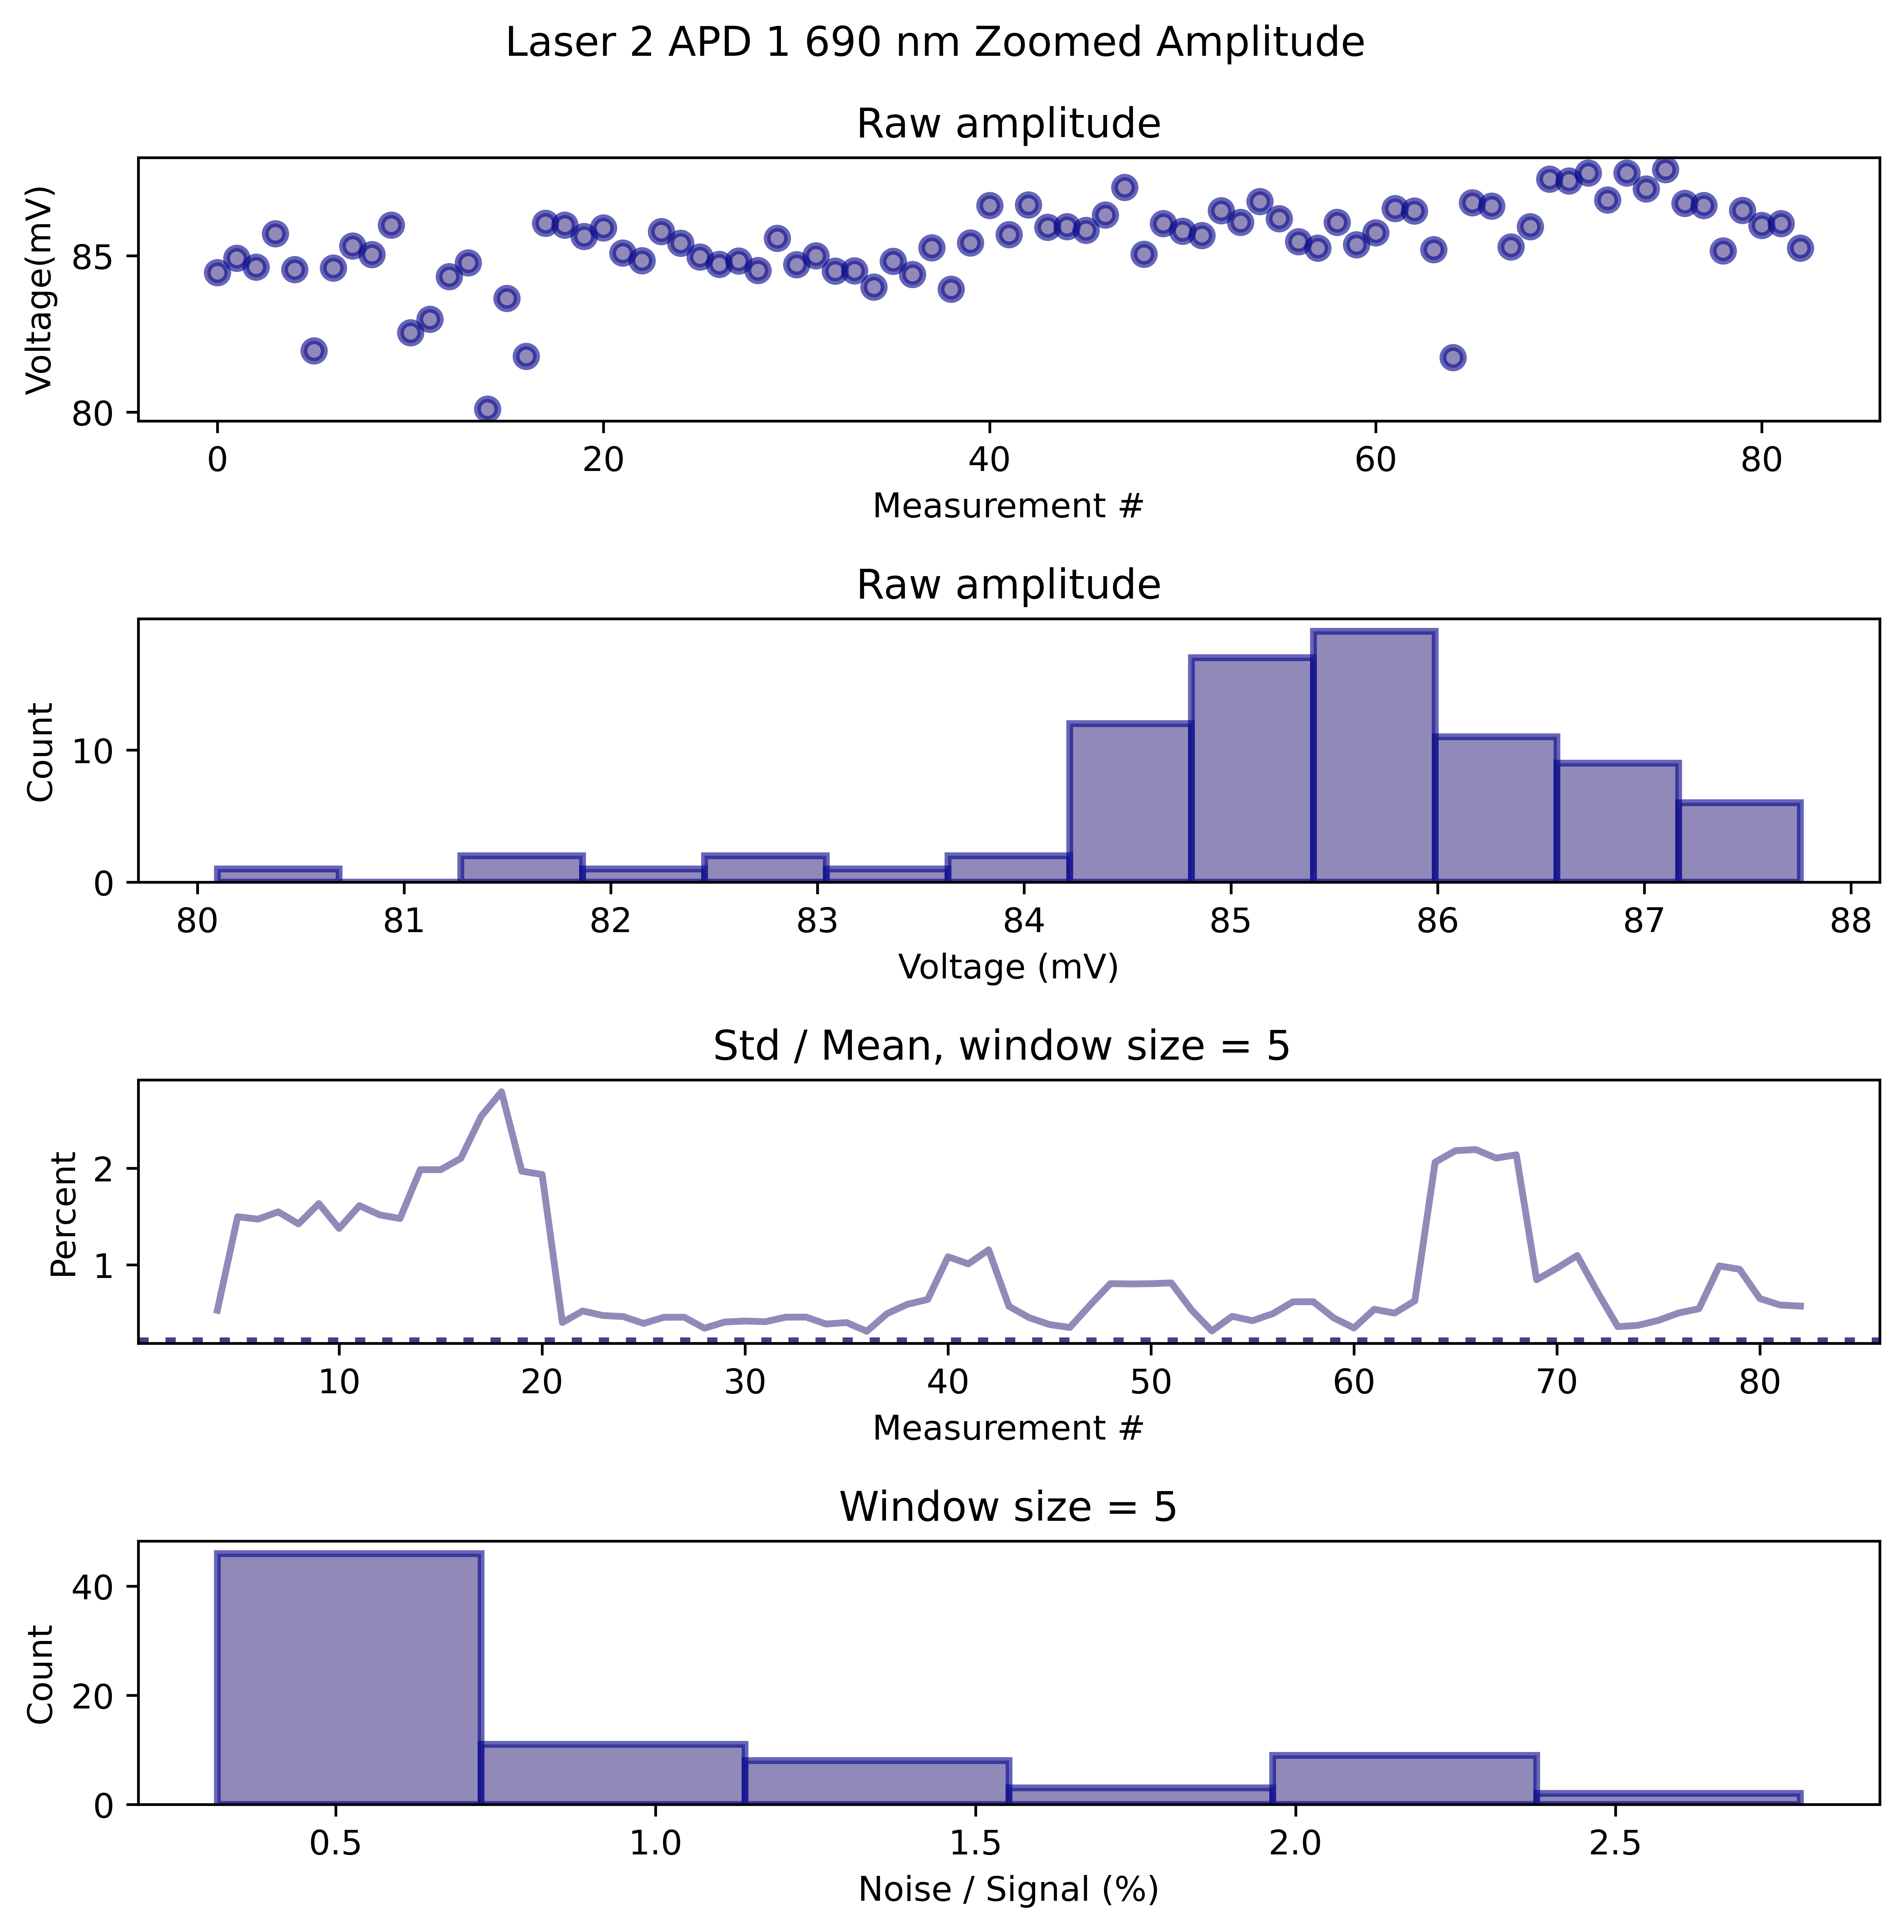 Laser 2 APD 1 690 nm Zoomed Amplitude
Raw amplitude
Voltage(mV)
85
80
0 20 40 60 80
Measurement #
Raw amplitude
Count
10
0
80 81 82 83 84 85 86 87 88
Voltage (mV)
Std / Mean, window size = 5
Percent
2
1
10 20 30 40 50 60 70 80
Measurement #
Window size = 5
Count
40
20
0
0.5 1.0 1.5 2.0 2.5
Noise / Signal (%)